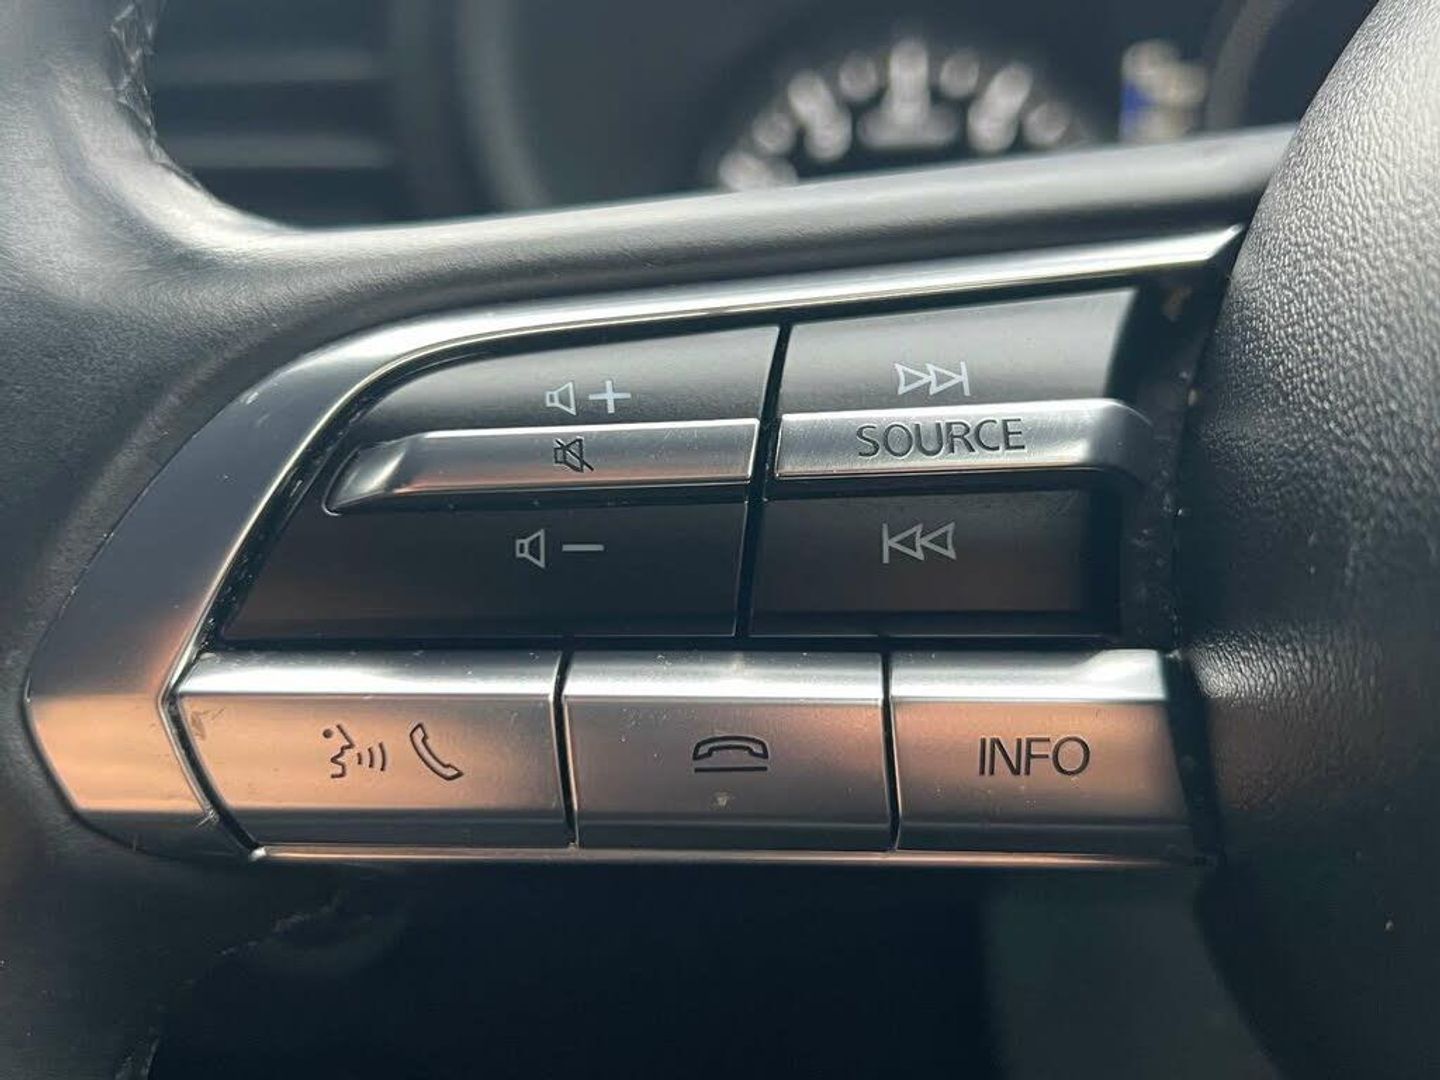 +
SOURCE
−
INFO